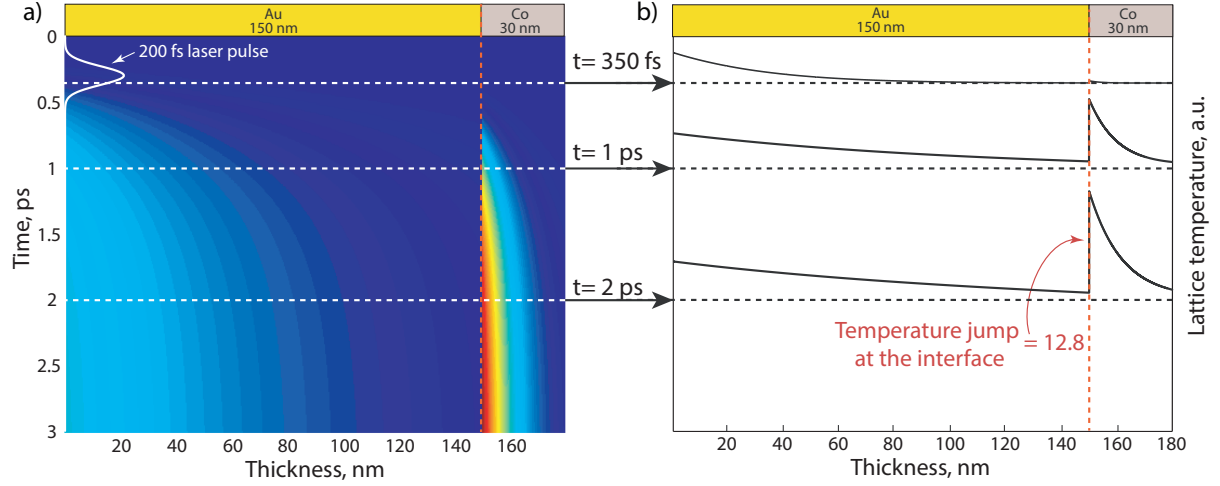 a)
Au
150 nm
Co
30 nm
200 fs laser pulse
0
0.5
1
1.5
2
2.5
3
Time, ps
20
40
60
80
100
120
140
160
Thickness, nm
t= 350 fs
t= 1 ps
t= 2 ps
b)
Au
150 nm
Co
30 nm
Temperature jump
at the interface
= 12.8
20
40
60
80
100
120
140
160
180
Thickness, nm
Lattice temperature, a.u.